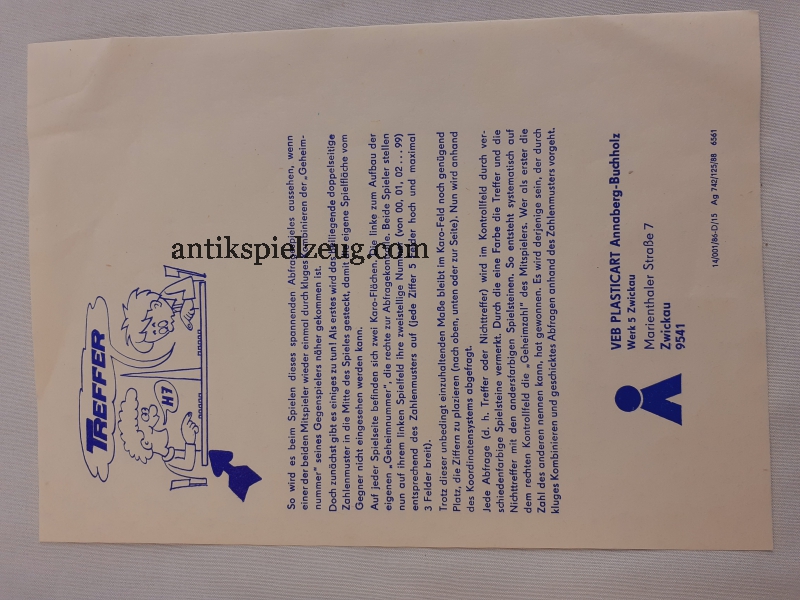 TREFFER
H7
So wird es beim Spielen dieses spannenden Abfragespieles aussehen, wenn
einer der beiden Mitspieler wieder einmal durch kluges Kombinieren der „Geheim-
nummer" seines Gegenspielers näher gekommen ist.
Doch zunächst gibt es einiges zu tun! Als erstes wird das beiliegende doppelseitige
Zahlenmuster in die Mitte des Spieles gesteckt, damit die eigene Spielfläche vom
Gegner nicht eingesehen werden kann.
Auf jeder Spielseite befinden sich zwei Karo-Flächen. Die linke zum Aufbau der
eigenen „Geheimnummer", die rechte zur Abfragekontrolle. Beide Spieler stellen
nun auf ihrem linken Spielfeld ihre zweistellige Nummer (von 00, 01, 02 . . . 99)
entsprechend des Zahlenmusters auf (jede Ziffer 5 Felder hoch und maximal
3 Felder breit).
Trotz dieser unbedingt einzuhaltenden Maße bleibt im Karo-Feld noch genügend
Platz, die Ziffern zu plazieren (nach oben, unten oder zur Seite). Nun wird anhand
des Koordinatensystems abgefragt.
Jede Abfrage (d. h. Treffer oder Nichttreffer) wird im Kontrollfeld durch ver-
schiedenfarbige Spielsteine vermerkt. Durch die eine Farbe die Treffer und die
Nichttreffer mit den andersfarbigen Spielsteinen. So entsteht systematisch auf
dem rechten Kontrollfeld die „Geheimzahl" des Mitspielers. Wer als erster die
Zahl des anderen nennen kann, hat gewonnen. Es wird derjenige sein, der durch
kluges Kombinieren und geschicktes Abfragen anhand des Zahlenmusters vorgeht.
VEB PLASTICART Annaberg-Buchholz
Werk 5 Zwickau
Marienthaler Straße 7
Zwickau
9541
14/001/86-D/15 Ag 742/125/88 6561
antikspielzeug.com